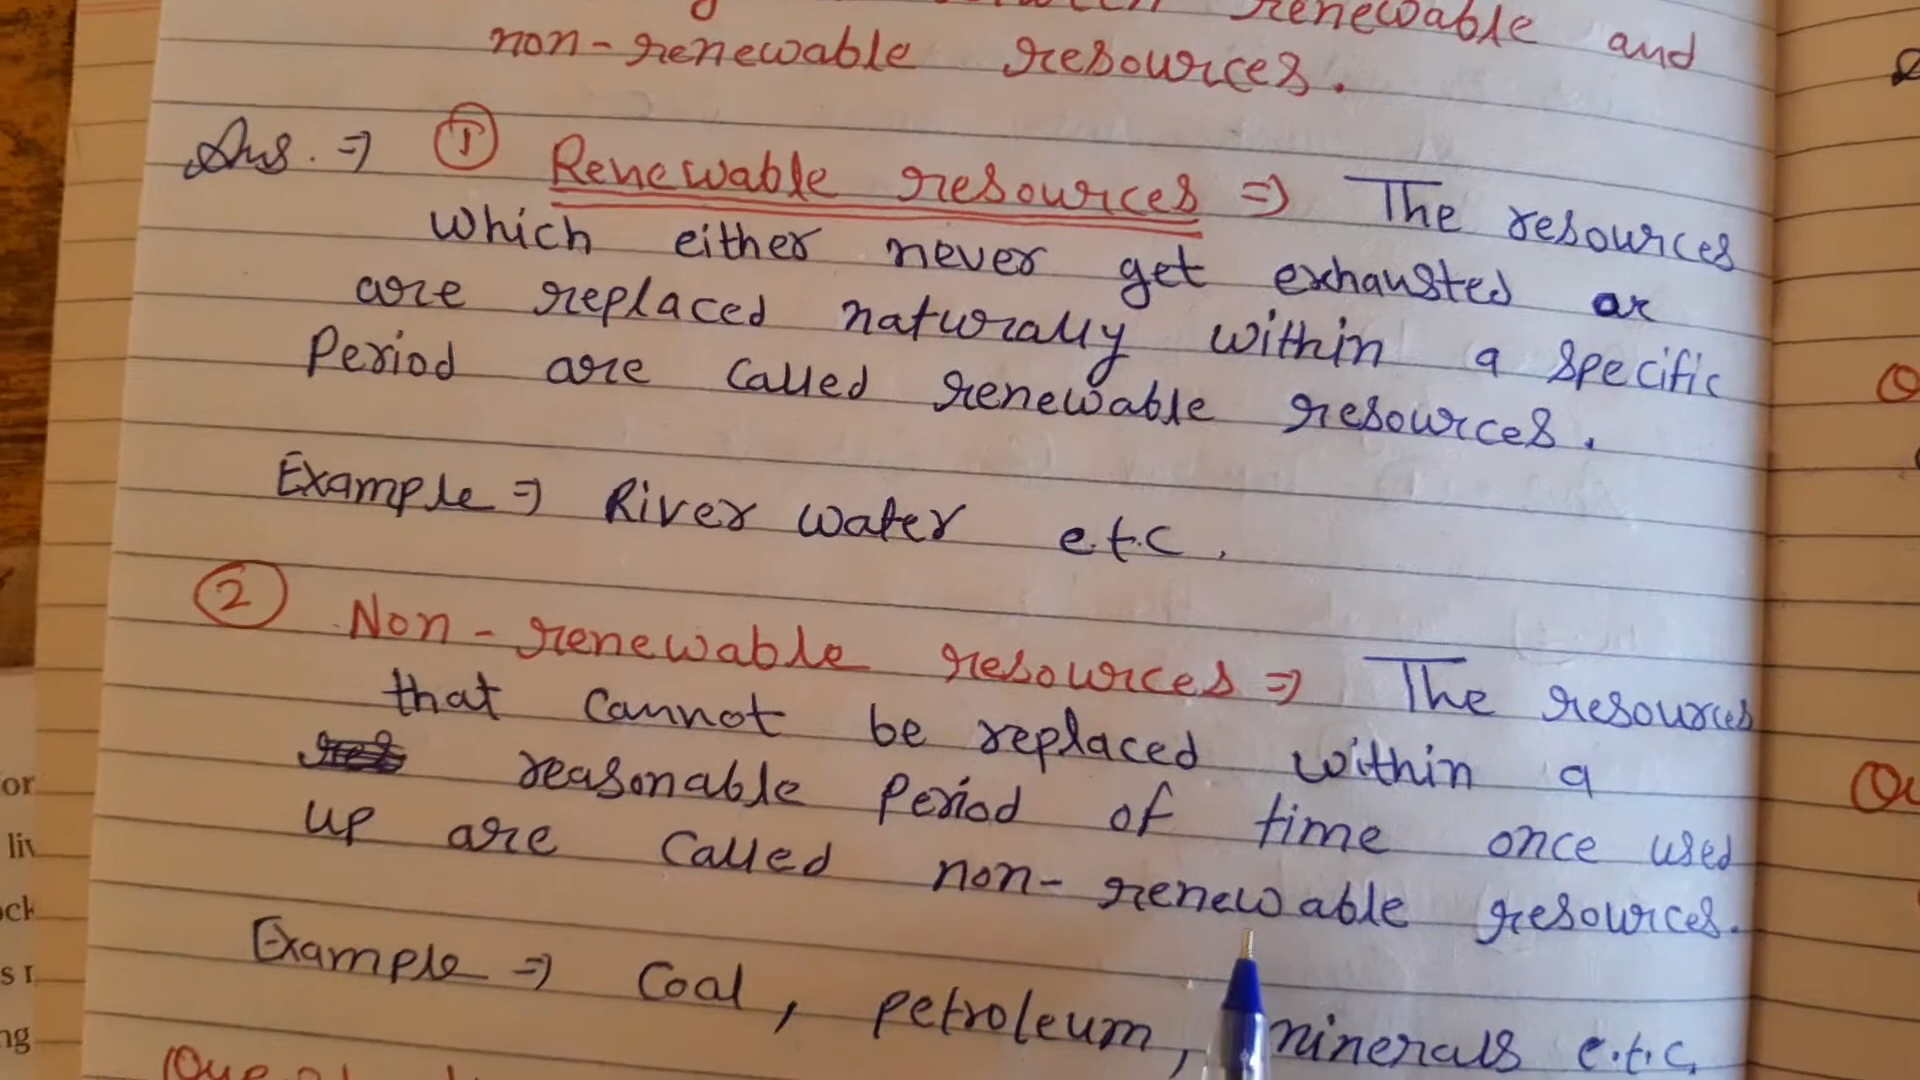 renewable and
non-renewable resources.
Ans. ⇒ ① Renewable resources ⇒ The resources
which either never get exhausted or
are replaced naturally within a specific
Period are called renewable resources.
Example ⇒ River water e.t.c.
② Non-renewable resources ⇒ The resources
that cannot be replaced within a
reasonable period of time once used
up are called non-renewable resources.
Example ⇒ Coal, petroleum, minerals e.t.c.